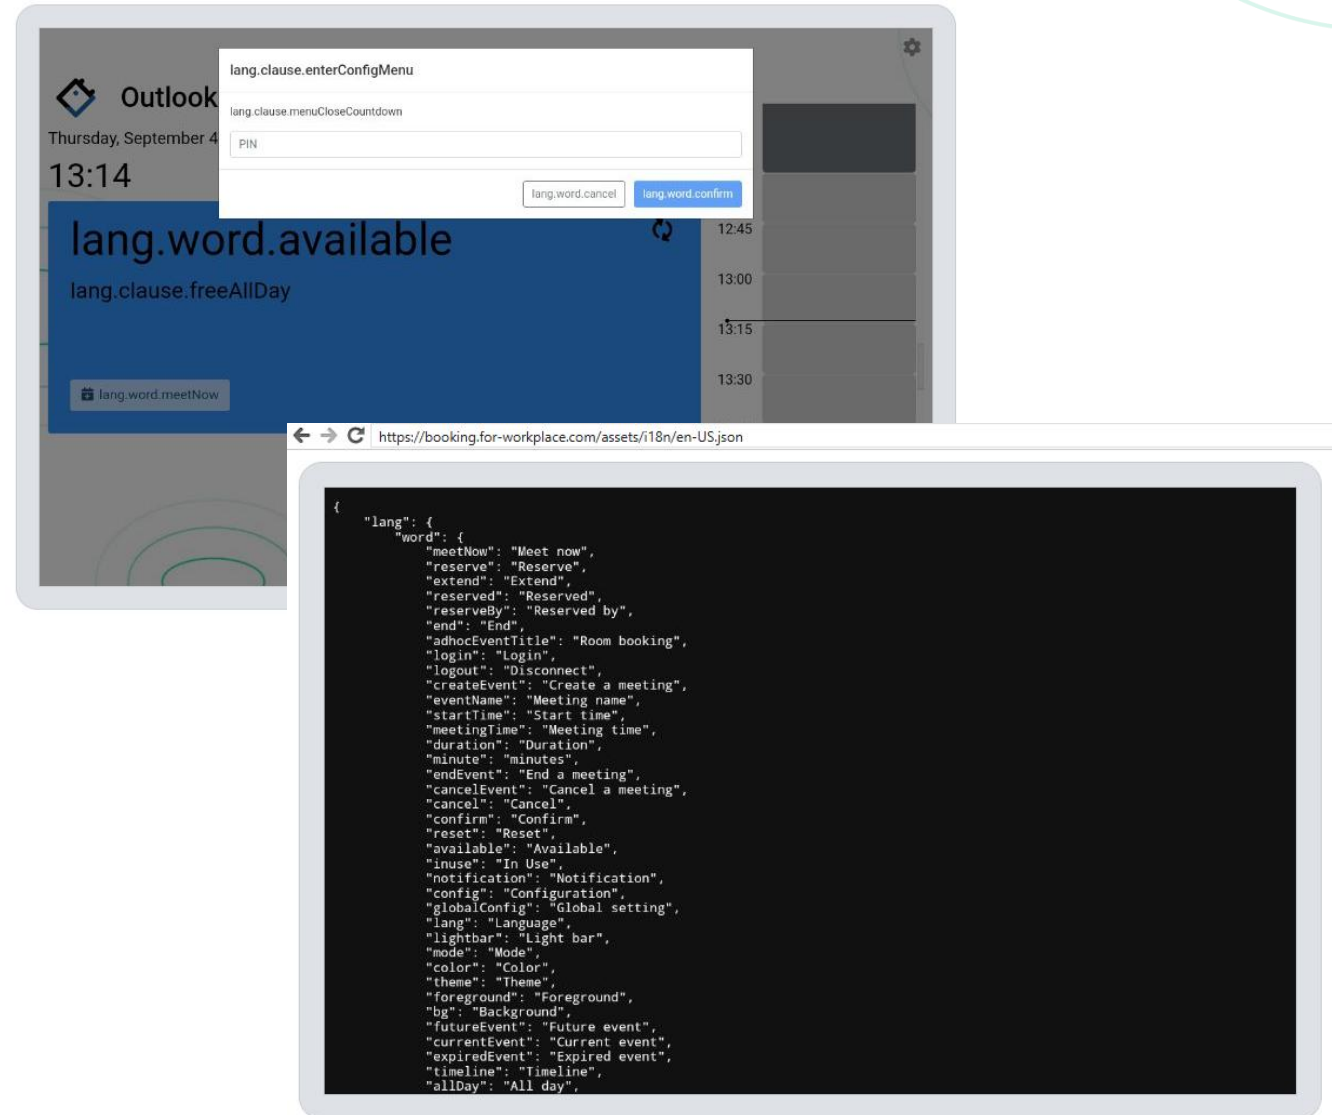 lang.clause.enterConfigMenu
Outlook
lang.clause.menuCloseCountdown
Thursday, September 4
PIN
13:14
lang.word.cancel
lang.word.confirm
lang.word.available
lang.clause.freeAllDay
lang.word.meetNow
12:45
13:00
13:15
13:30
https://booking.for-workplace.com/assets/i18n/en-US.json
{
"lang": {
"word": {
"meetNow": "Meet now",
"reserve": "Reserve",
"extend": "Extend",
"reserved": "Reserved",
"reserveBy": "Reserved by",
"end": "End",
"adhocEventTitle": "Room booking",
"login": "Login",
"logout": "Disconnect",
"createEvent": "Create a meeting",
"eventName": "Meeting name",
"startTime": "Start time",
"meetingTime": "Meeting time",
"duration": "Duration",
"minute": "minutes",
"endEvent": "End a meeting",
"cancelEvent": "Cancel a meeting",
"cancel": "Cancel",
"confirm": "Confirm",
"reset": "Reset",
"available": "Available",
"inuse": "In Use",
"notification": "Notification",
"config": "Configuration",
"globalConfig": "Global setting",
"lang": "Language",
"lightbar": "Light bar",
"mode": "Mode",
"color": "Color",
"theme": "Theme",
"foreground": "Foreground",
"bg": "Background",
"futureEvent": "Future event",
"currentEvent": "Current event",
"expiredEvent": "Expired event",
"timeline": "Timeline",
"allDay": "All day",